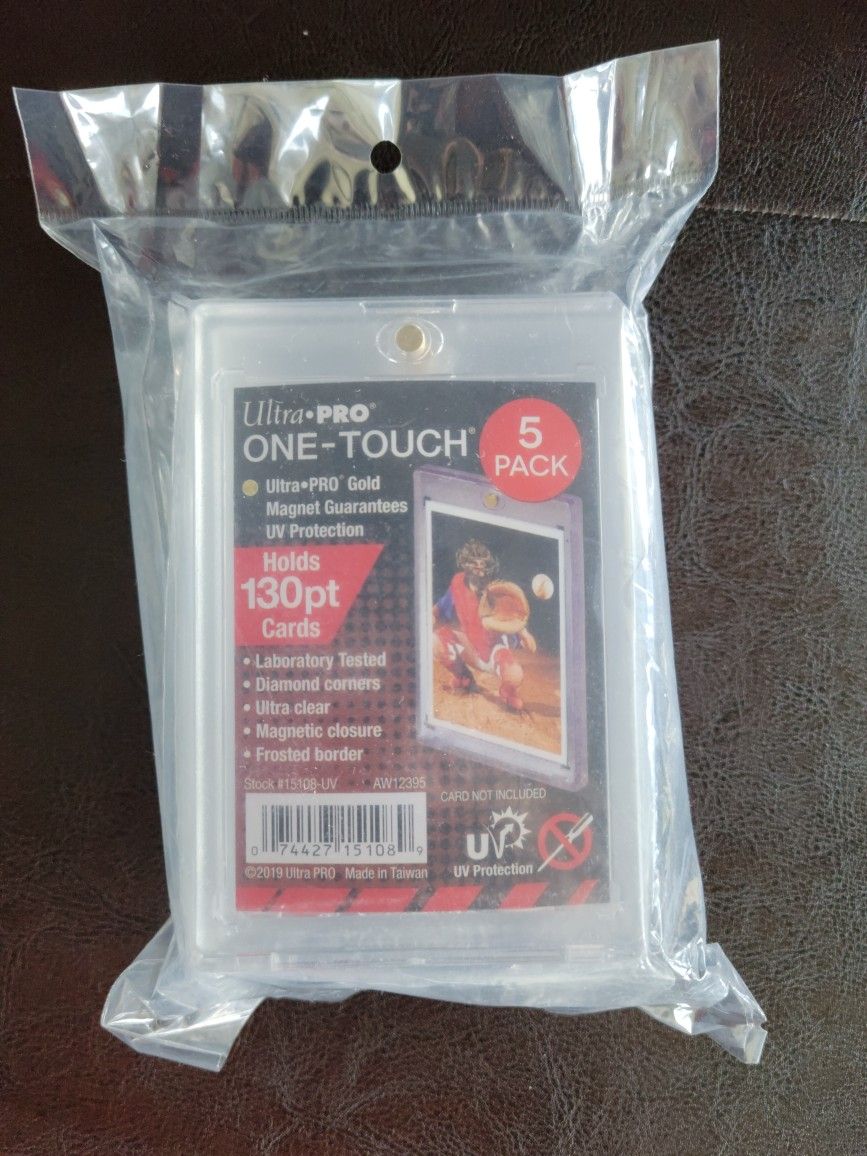 Ultra•PRO®
ONE-TOUCH®
5
PACK
Ultra•PRO® Gold
Magnet Guarantees
UV Protection
Holds
130pt
Cards
• Laboratory Tested
• Diamond corners
• Ultra clear
• Magnetic closure
• Frosted border
Stock #15108-UV AW12395
CARD NOT INCLUDED
0 74427 15108 9
UV
UV Protection
©2019 Ultra PRO Made in Taiwan